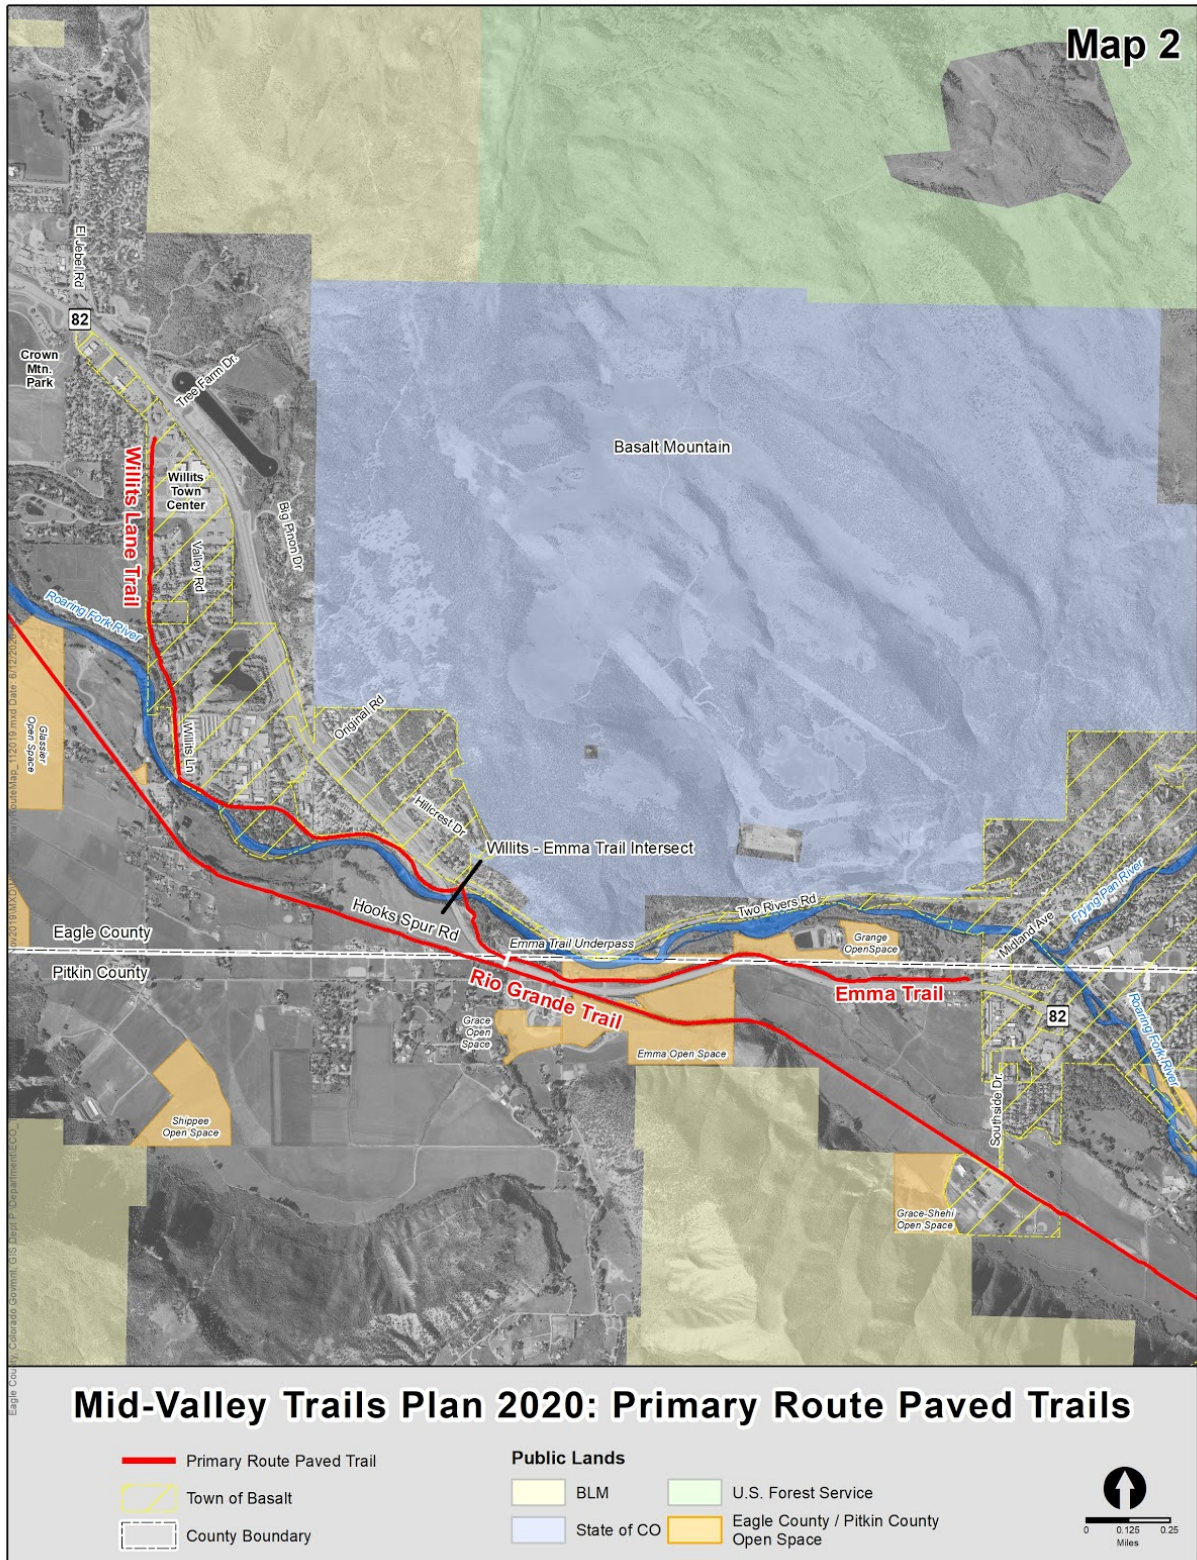 Map 2
El Jebel Rd
82
Crown
Mtn.
Park
Tree Farm Dr.
Basalt Mountain
Willits Lane Trail
Willits
Town
Center
Big Pinon Dr
Valley Rd
Roaring Fork River
Glassier
Open Space
Willits Ln
Original Rd
Hillcrest Dr
Willits - Emma Trail Intersect
Hooks Spur Rd
Two Rivers Rd
Frying Pan River
Midland Ave
Eagle County
Emma Trail Underpass
Grange
OpenSpace
Pitkin County
Rio Grande Trail
Emma Trail
82
Roaring Fork River
Grace
Open
Space
Emma Open Space
Southside Dr.
Shippee
Open Space
Grace-Shehi
Open Space
Mid-Valley Trails Plan 2020: Primary Route Paved Trails
Primary Route Paved Trail
Town of Basalt
County Boundary
Public Lands
BLM
State of CO
U.S. Forest Service
Eagle County / Pitkin County
Open Space
0 0.125 0.25
Miles